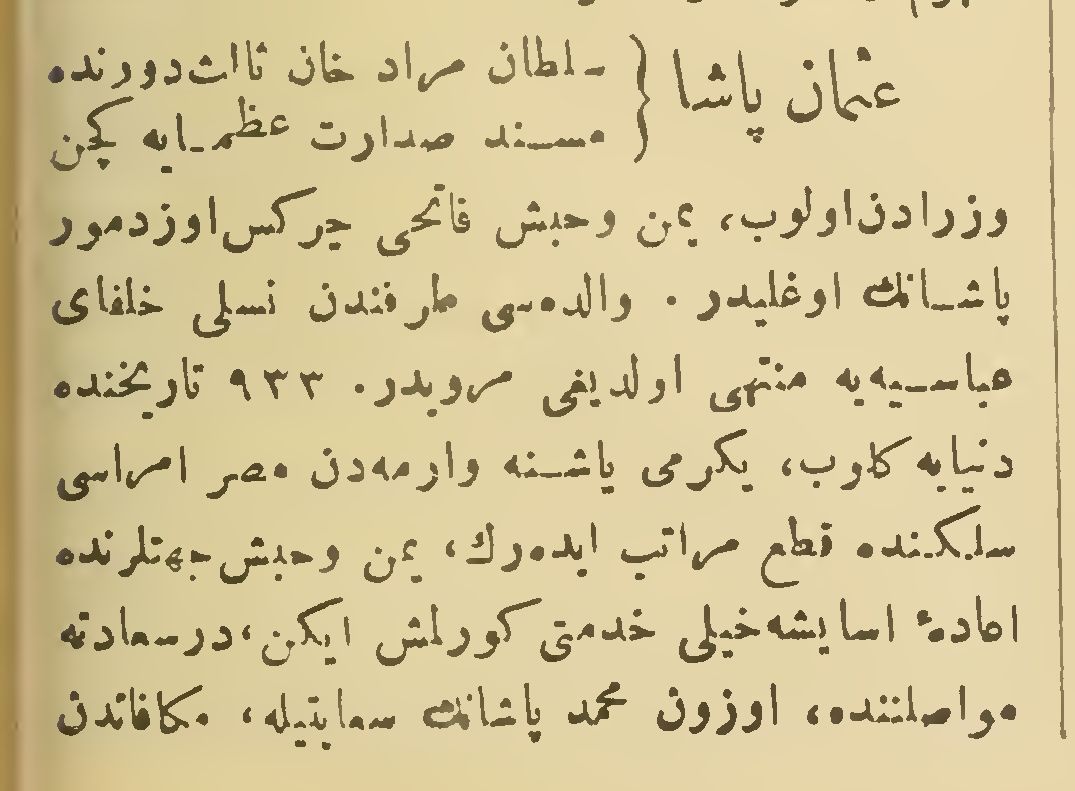 عثمان پاشا { سلطان مراد خان ثالث دورنده
مسند صدارت عظمایه کچن
وزرادن اولوب، یمن وحبش فاتحی چرکس اوزدمور
پاشانك اوغلیدر. والده‌سی طرفندن نسلی خلفای
عباسیه‌یه منتهی اولدیغی مرویدر. ۹۳۳ تاریخنده
دنیایه کلوب، یکرمی یاشنه وارمه‌دن مصر امراسی
سلکنده قطع مراتب ایده‌رك، یمن وحبش جهتلرنده
اعادهٔ اسایشه خیلی خدمتی کورلمش ایکن، درسعادته
مواصلتنده، اوزون محمد پاشانك سعایتیله، مکافاتدن